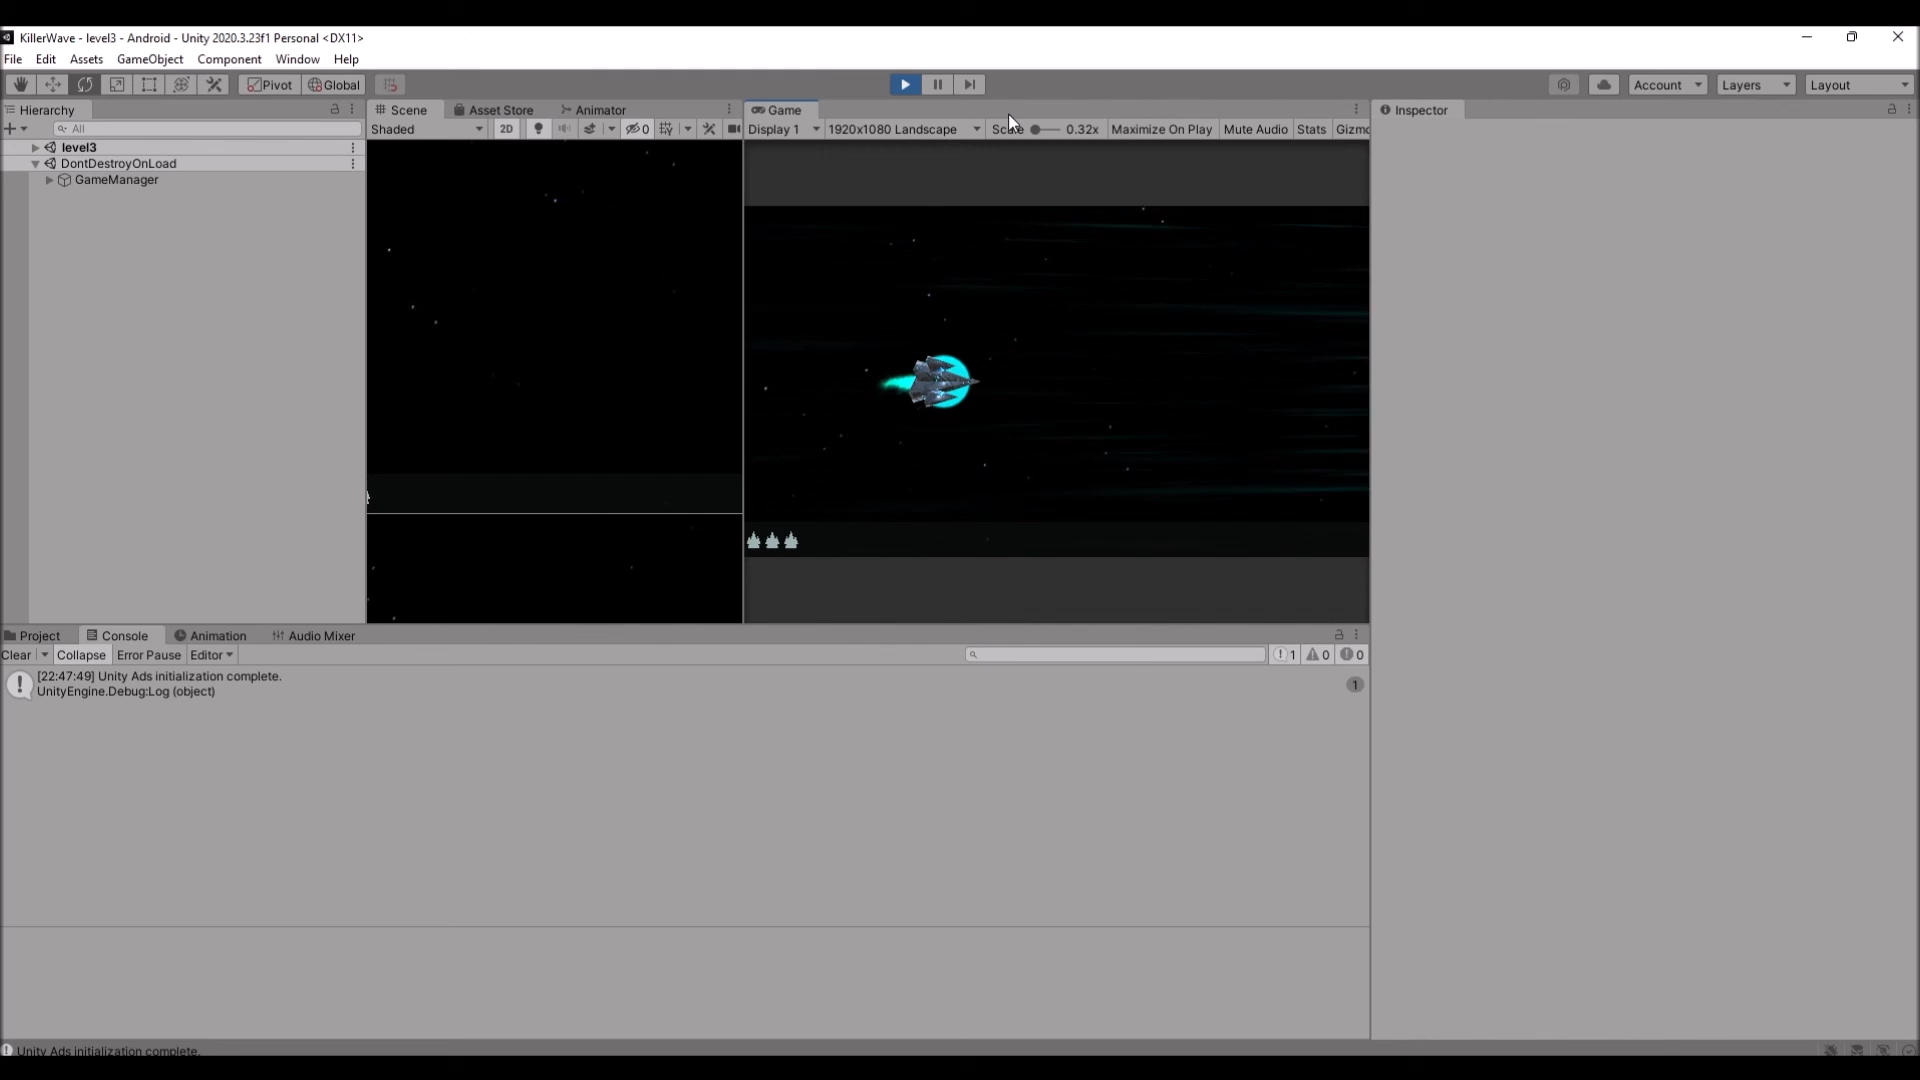 KillerWave - level3 - Android - Unity 2020.3.23f1 Personal <DX11>
File Edit Assets GameObject Component Window Help
Pivot Global Account Layers Layout
Hierarchy
All
level3
DontDestroyOnLoad
GameManager
Scene Asset Store Animator
Shaded 2D 0
Game
Display 1 1920x1080 Landscape Scale 0.32x Maximize On Play Mute Audio Stats Gizmo
Inspector
Project Console Animation Audio Mixer
Clear Collapse Error Pause Editor 1 0 0
[22:47:49] Unity Ads initialization complete.
UnityEngine.Debug:Log (object)
1
Unity Ads initialization complete.